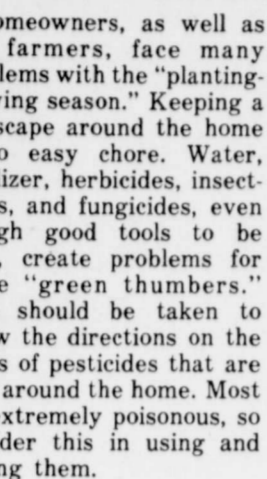 omeowners, as well as
farmers, face many
lems with the "planting-
ing season." Keeping a
scape around the home
o easy chore. Water,
izer, herbicides, insect-
s, and fungicides, even
gh good tools to be
, create problems for
e "green thumbers."
should be taken to
w the directions on the
s of pesticides that are
around the home. Most
extremely poisonous, so
der this in using and
ng them.